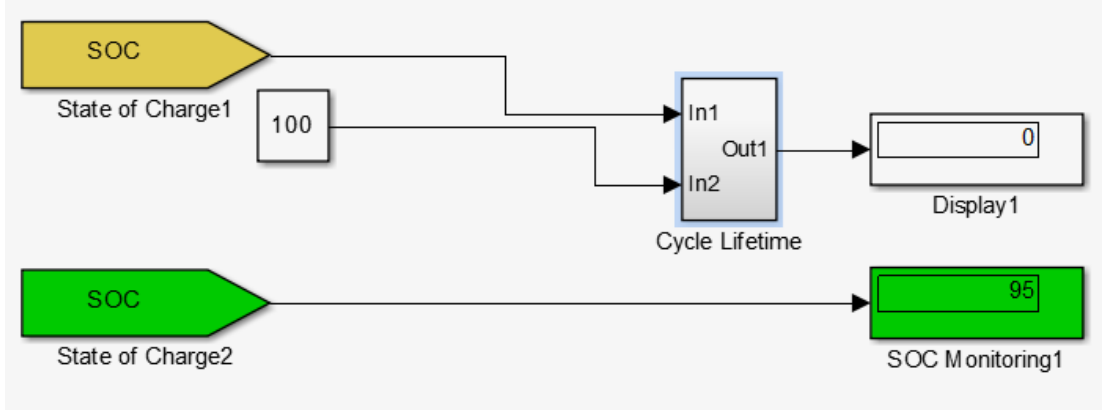 SOC
State of Charge1
100
In1
Out1
In2
Cycle Lifetime
0
Display1
SOC
State of Charge2
95
SOC Monitoring1